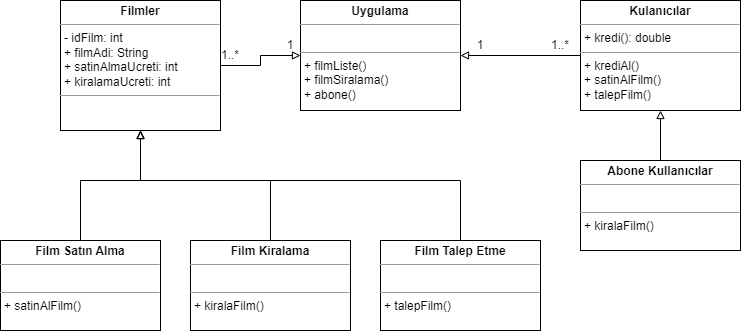 Filmler
- idFilm: int
+ filmAdi: String
+ satinAlmaUcreti: int
+ kiralamaUcreti: int
1..*
1
Uygulama
+ filmListe()
+ filmSiralama()
+ abone()
1
1..*
Kulanıcılar
+ kredi(): double
+ krediAl()
+ satinAlFilm()
+ talepFilm()
Abone Kullanıcılar
+ kiralaFilm()
Film Satın Alma
+ satinAlFilm()
Film Kiralama
+ kiralaFilm()
Film Talep Etme
+ talepFilm()